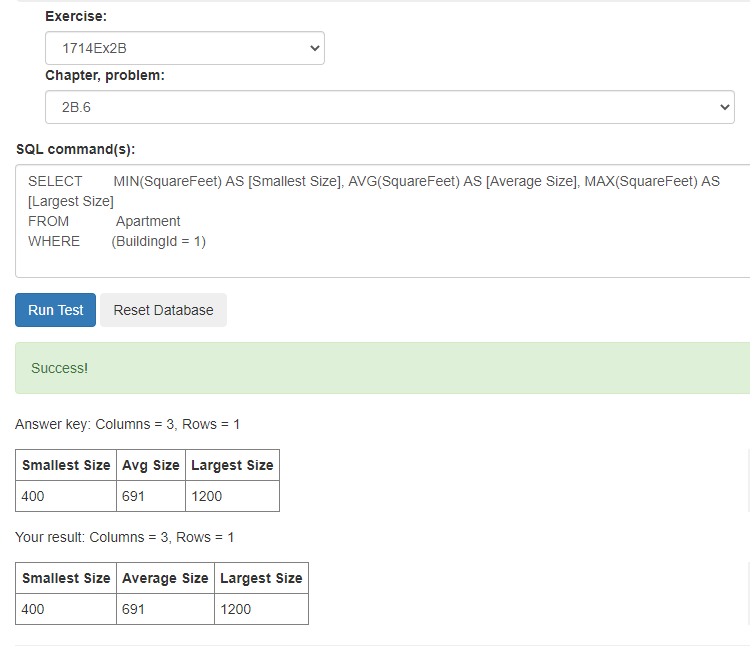 Exercise:
1714Ex2B
Chapter, problem:
2B.6
SQL command(s):
SELECT MIN(SquareFeet) AS [Smallest Size], AVG(SquareFeet) AS [Average Size], MAX(SquareFeet) AS
[Largest Size]
FROM Apartment
WHERE (BuildingId = 1)
Run Test Reset Database
Success!
Answer key: Columns = 3, Rows = 1
Smallest Size Avg Size Largest Size
400 691 1200
Your result: Columns = 3, Rows = 1
Smallest Size Average Size Largest Size
400 691 1200